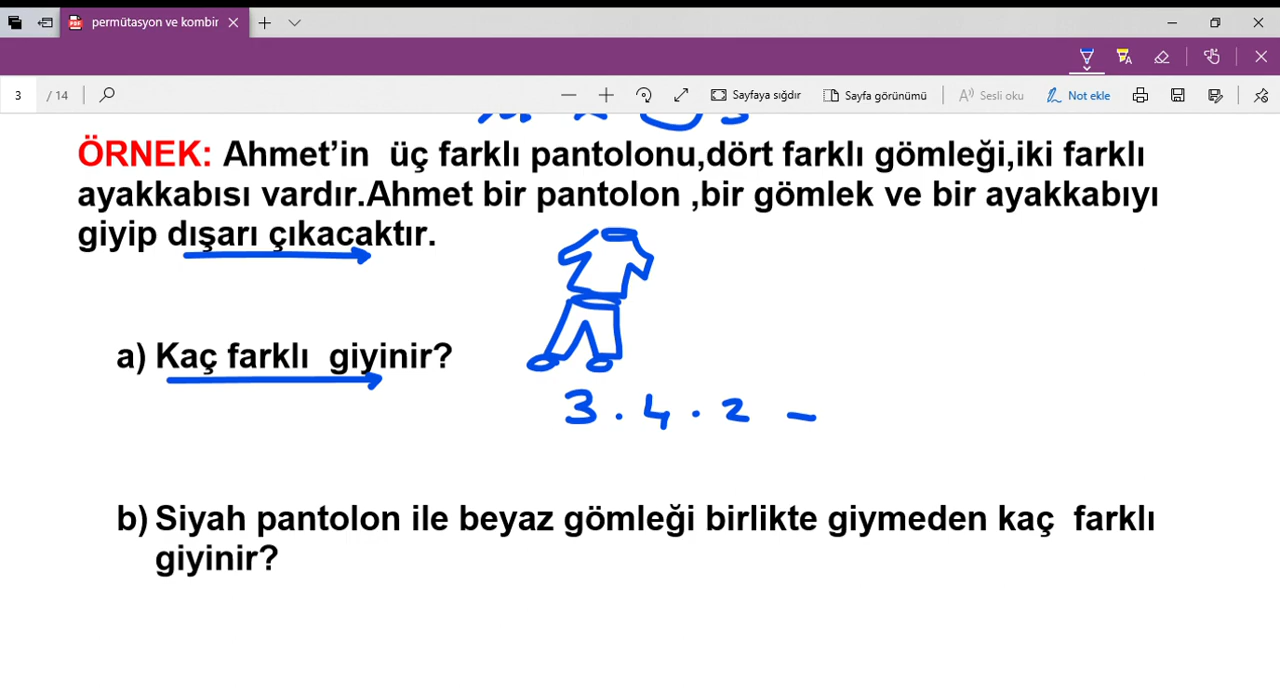 permütasyon ve kombir
3 / 14
Sayfaya sığdır
Sayfa görünümü
Sesli oku
Not ekle
ÖRNEK: Ahmet'in üç farklı pantolonu,dört farklı gömleği,iki farklı
ayakkabısı vardır.Ahmet bir pantolon ,bir gömlek ve bir ayakkabıyı
giyip dışarı çıkacaktır.
a) Kaç farklı giyinir?
3 . 4 . 2 −
b) Siyah pantolon ile beyaz gömleği birlikte giymeden kaç farklı
giyinir?